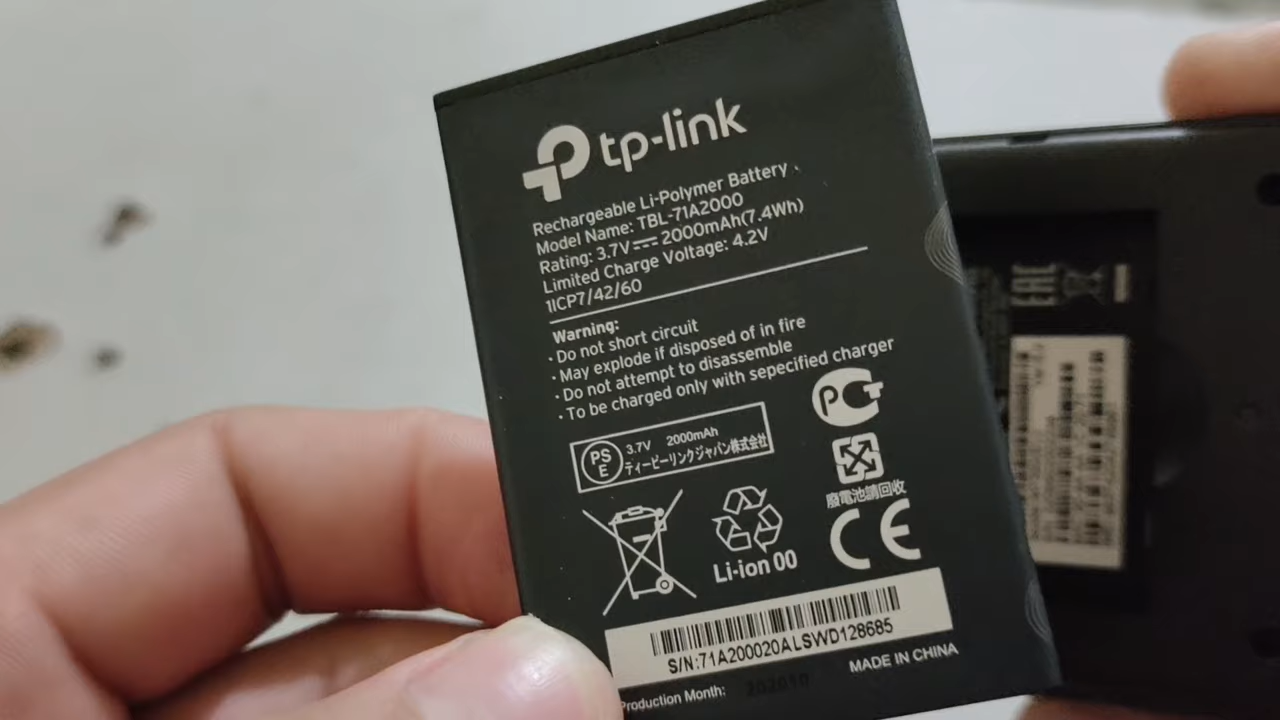 tp-link
Rechargeable Li-Polymer Battery
Model Name: TBL-71A2000
Rating: 3.7V⎓2000mAh(7.4Wh)
Limited Charge Voltage: 4.2V
1ICP7/42/60
Warning:
· Do not short circuit
· May explode if disposed of in fire
· Do not attempt to disassemble
· To be charged only with sepecified charger
PS
E
3.7V 2000mAh
ティーピーリンクジャパン株式会社
廃電池請回收
Li-ion 00
CE
S/N:71A200020ALSWD128685
Production Month: 202010
MADE IN CHINA
EAC